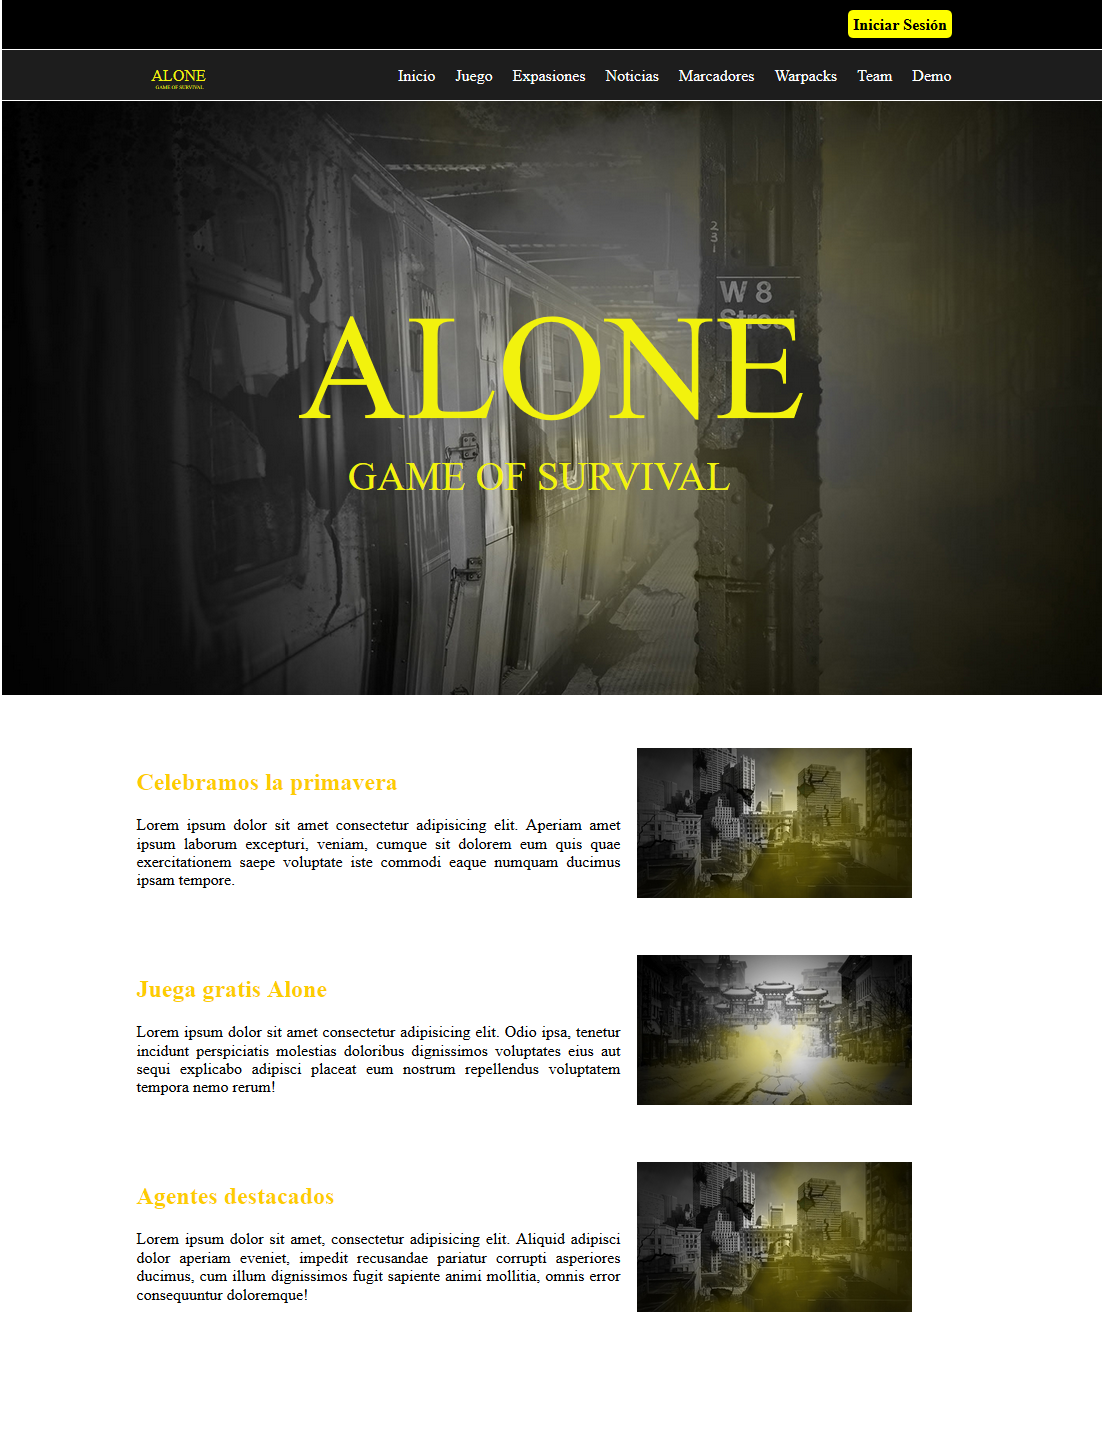 Iniciar Sesión
ALONE
GAME OF SURVIVAL
Inicio Juego Expasiones Noticias Marcadores Warpacks Team Demo
231
W 8
Street
ALONE
GAME OF SURVIVAL
Celebramos la primavera
Lorem ipsum dolor sit amet consectetur adipisicing elit. Aperiam amet
ipsum laborum excepturi, veniam, cumque sit dolorem eum quis quae
exercitationem saepe voluptate iste commodi eaque numquam ducimus
ipsam tempore.
Juega gratis Alone
Lorem ipsum dolor sit amet consectetur adipisicing elit. Odio ipsa, tenetur
incidunt perspiciatis molestias doloribus dignissimos voluptates eius aut
sequi explicabo adipisci placeat eum nostrum repellendus voluptatem
tempora nemo rerum!
Agentes destacados
Lorem ipsum dolor sit amet, consectetur adipisicing elit. Aliquid adipisci
dolor aperiam eveniet, impedit recusandae pariatur corrupti asperiores
ducimus, cum illum dignissimos fugit sapiente animi mollitia, omnis error
consequuntur doloremque!